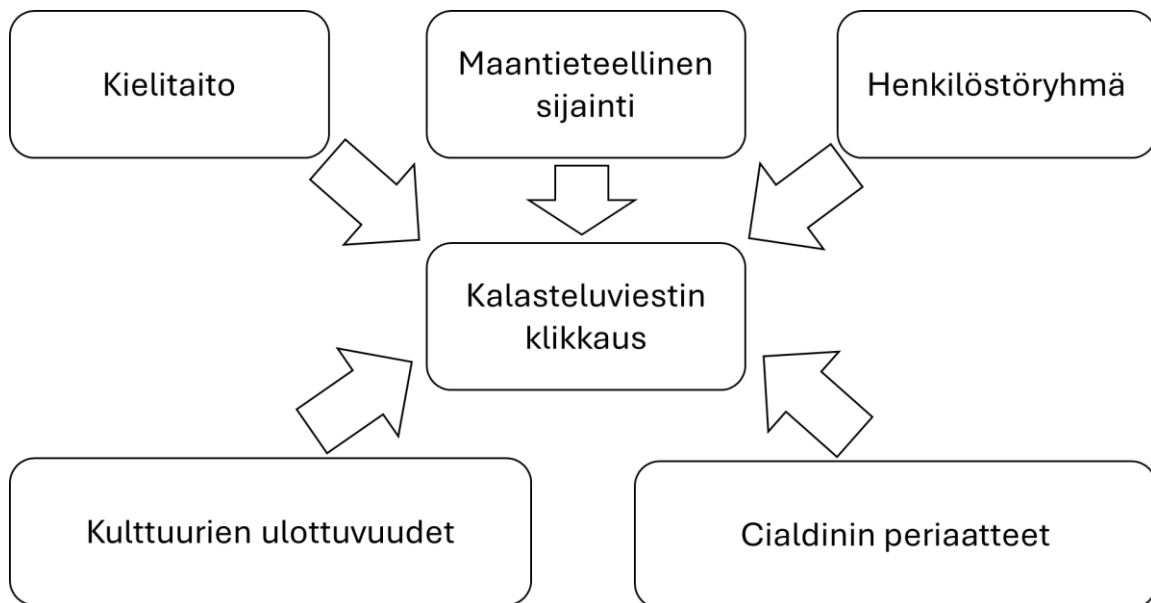 Kielitaito
Maantieteellinen
sijainti
Henkilöstöryhmä
Kalasteluviestin
klikkaus
Kulttuurien ulottuvuudet
Cialdinin periaatteet